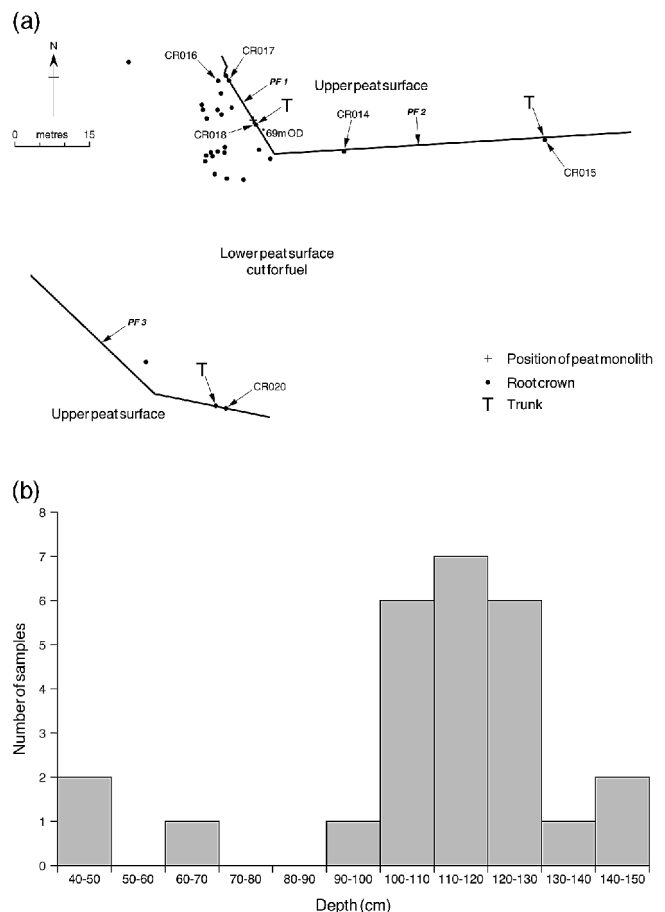 (a)
N
CR016
CR017
PF 1
T
Upper peat surface
0 metres 15
CR018
69mOD
CR014
PF 2
T
CR015
Lower peat surface
cut for fuel
PF 3
T
CR020
Upper peat surface
+ Position of peat monolith
• Root crown
T Trunk
(b)
Number of samples
8
7
6
5
4
3
2
1
0
40-50 50-60 60-70 70-80 80-90 90-100 100-110 110-120 120-130 130-140 140-150
Depth (cm)